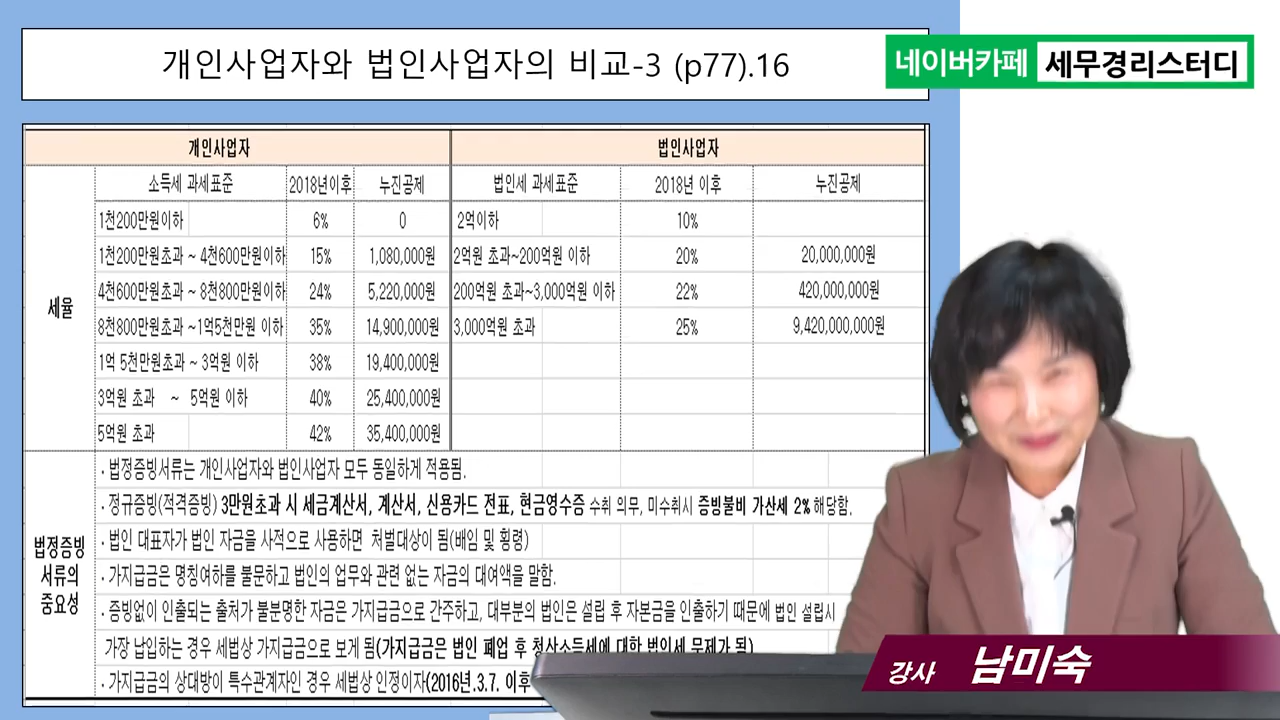 개인사업자와 법인사업자의 비교-3 (p77).16
네이버카페 세무경리스터디
개인사업자 법인사업자
세율
소득세 과세표준 2018년이후 누진공제 법인세 과세표준 2018년 이후 누진공제
1천200만원이하 6% 0 2억이하 10%
1천200만원초과 ~ 4천600만원이하 15% 1,080,000원 2억원 초과~200억원 이하 20% 20,000,000원
4천600만원초과 ~ 8천800만원이하 24% 5,220,000원 200억원 초과~3,000억원 이하 22% 420,000,000원
8천800만원초과 ~1억5천만원 이하 35% 14,900,000원 3,000억원 초과 25% 9,420,000,000원
1억 5천만원초과 ~ 3억원 이하 38% 19,400,000원
3억원 초과 ~ 5억원 이하 40% 25,400,000원
5억원 초과 42% 35,400,000원
법정증빙
서류의
중요성
· 법정증빙서류는 개인사업자와 법인사업자 모두 동일하게 적용됨.
· 정규증빙(적격증빙) 3만원초과 시 세금계산서, 계산서, 신용카드 전표, 현금영수증 수취 의무, 미수취시 증빙불비 가산세 2% 해당함.
· 법인 대표자가 법인 자금을 사적으로 사용하면 처벌대상이 됨(배임 및 횡령)
· 가지급금은 명칭여하를 불문하고 법인의 업무와 관련 없는 자금의 대여액을 말함.
· 증빙없이 인출되는 출처가 불분명한 자금은 가지급금으로 간주하고, 대부분의 법인은 설립 후 자본금을 인출하기 때문에 법인 설립시
가장 납입하는 경우 세법상 가지급금으로 보게 됨(가지급금은 법인 폐업 후 청산소득세에 대한 법인세 문제가 됨)
· 가지급금의 상대방이 특수관계자인 경우 세법상 인정이자(2016년.3.7. 이후
강사 남미숙